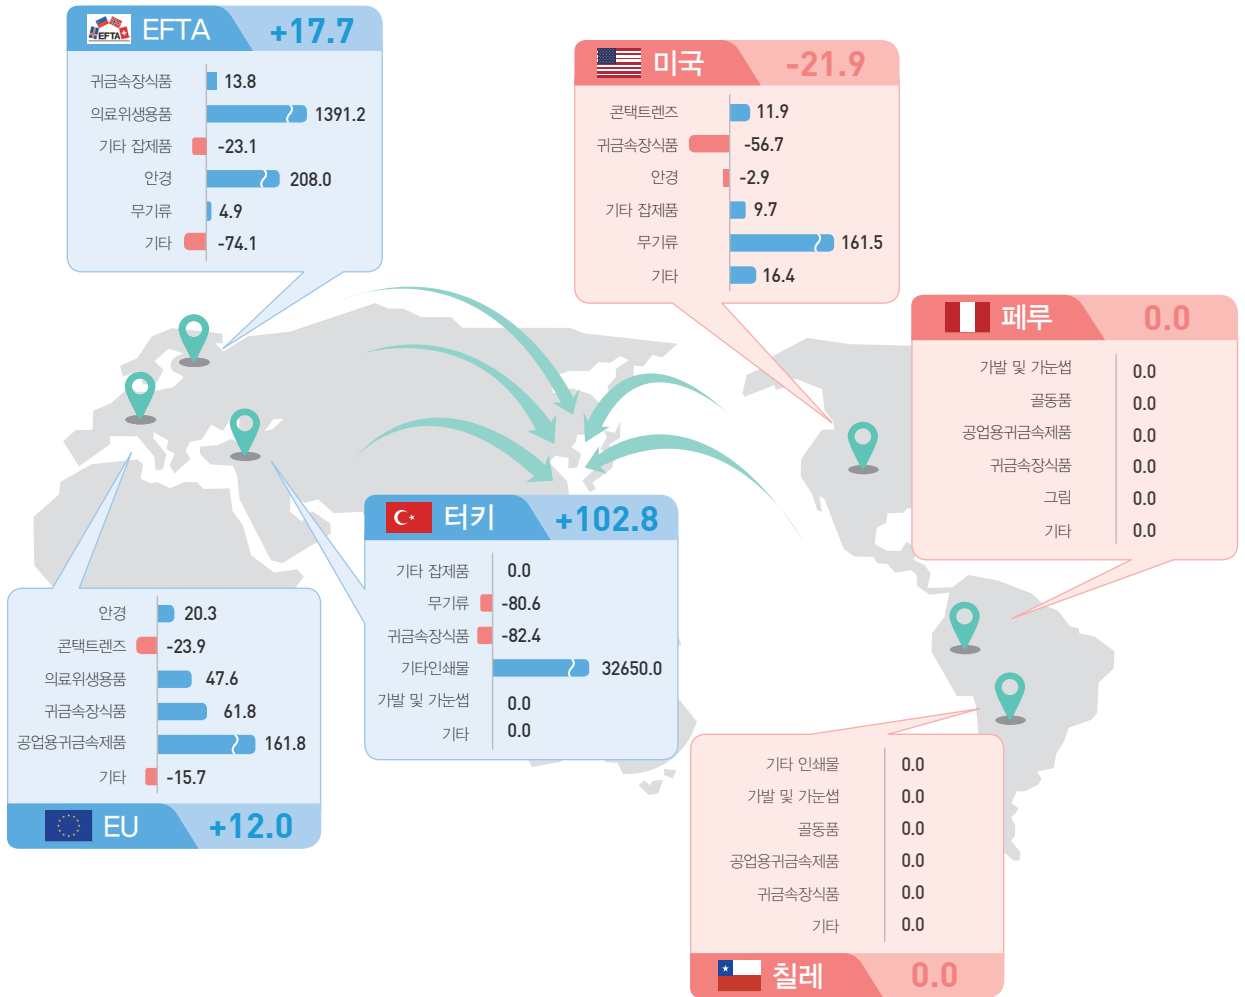 EFTA EFTA +17.7
귀금속장식품 13.8
의료위생용품 1391.2
기타 잡제품 -23.1
안경 208.0
무기류 4.9
기타 -74.1
미국 -21.9
콘택트렌즈 11.9
귀금속장식품 -56.7
안경 -2.9
기타 잡제품 9.7
무기류 161.5
기타 16.4
페루 0.0
가발 및 가눈썹 0.0
골동품 0.0
공업용귀금속제품 0.0
귀금속장식품 0.0
그림 0.0
기타 0.0
터키 +102.8
기타 잡제품 0.0
무기류 -80.6
귀금속장식품 -82.4
기타인쇄물 32650.0
가발 및 가눈썹 0.0
기타 0.0
안경 20.3
콘택트렌즈 -23.9
의료위생용품 47.6
귀금속장식품 61.8
공업용귀금속제품 161.8
기타 -15.7
EU +12.0
기타 인쇄물 0.0
가발 및 가눈썹 0.0
골동품 0.0
공업용귀금속제품 0.0
귀금속장식품 0.0
기타 0.0
칠레 0.0